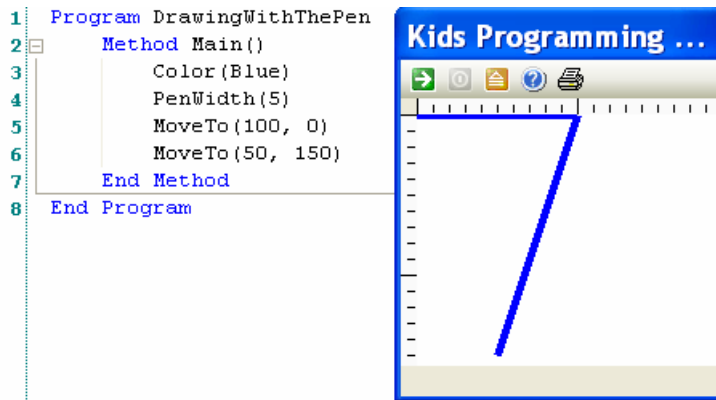 1 Program DrawingWithThePen
2 Method Main()
3 Color(Blue)
4 PenWidth(5)
5 MoveTo(100, 0)
6 MoveTo(50, 150)
7 End Method
8 End Program
Kids Programming ...